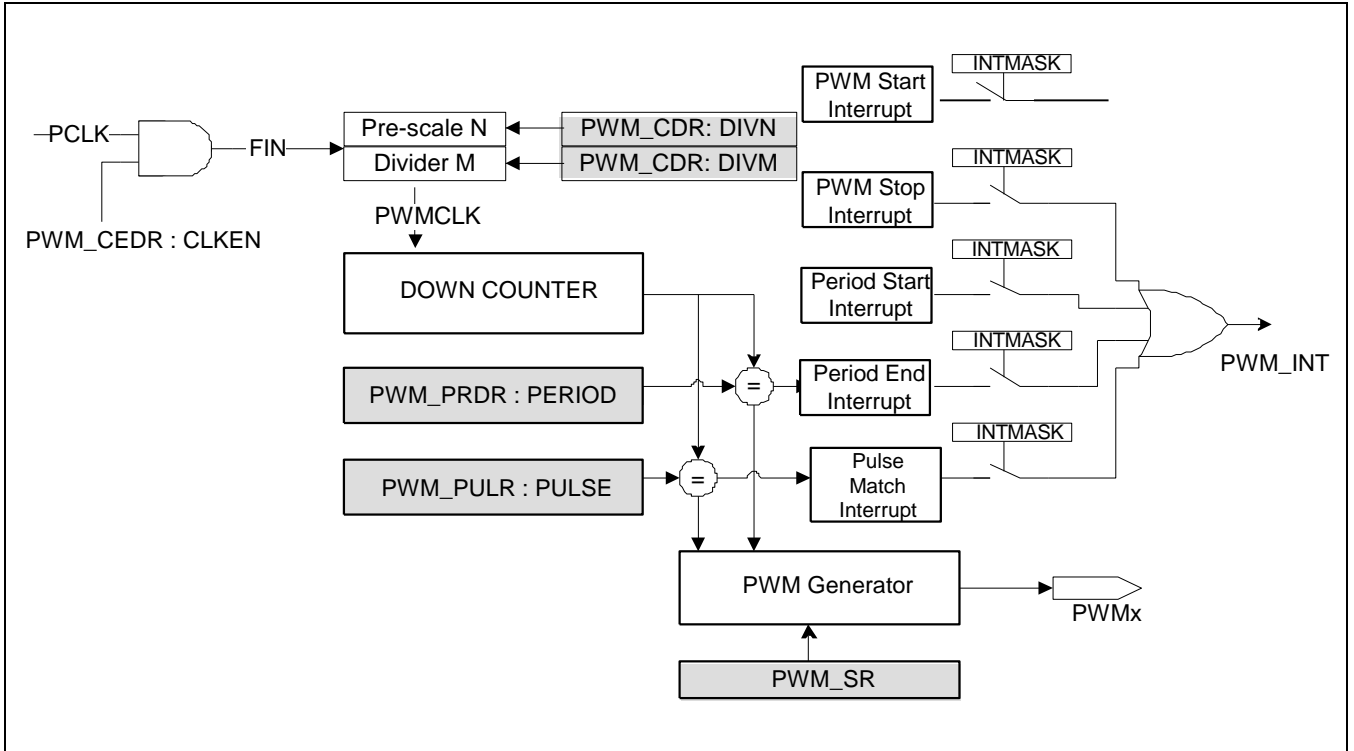 INTMASK
PWM Start
Interrupt
PCLK
FIN
Pre-scale N
Divider M
PWM_CDR: DIVN
PWM_CDR: DIVM
PWM_CEDR : CLKEN
PWMCLK
INTMASK
PWM Stop
Interrupt
DOWN COUNTER
INTMASK
Period Start
Interrupt
PWM_INT
PWM_PRDR : PERIOD
=
INTMASK
Period End
Interrupt
PWM_PULR : PULSE
=
INTMASK
Pulse
Match
Interrupt
PWM Generator
PWMx
PWM_SR